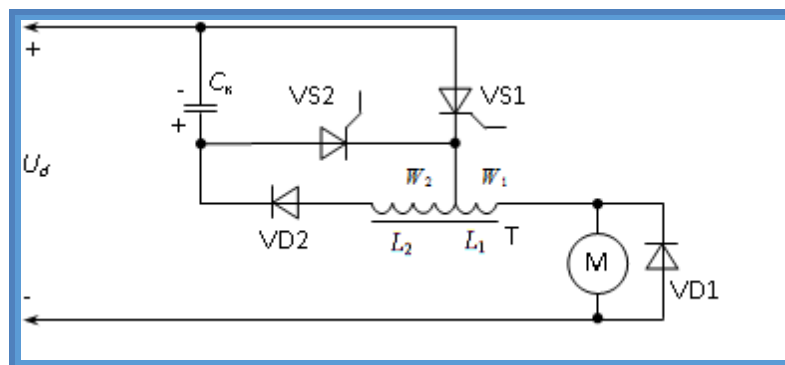 +
-
Cк
VS2
VS1
+
Ud
W2
W1
VD2
L2
L1
T
M
VD1
-